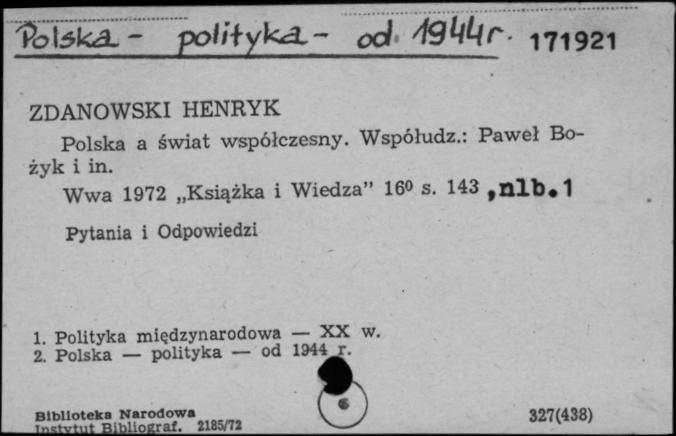 Polska - polityka - od 1944r. 171921
ZDANOWSKI HENRYK
Polska a świat współczesny. Współudz.: Paweł Bo-
żyk i in.
Wwa 1972 „Książka i Wiedza” 16⁰ s. 143 ,nlb.1
Pytania i Odpowiedzi
1. Polityka międzynarodowa — XX w.
2. Polska — polityka — od 1944 r.
Biblioteka Narodowa
Instytut Bibliograf. 2185/72
327(438)